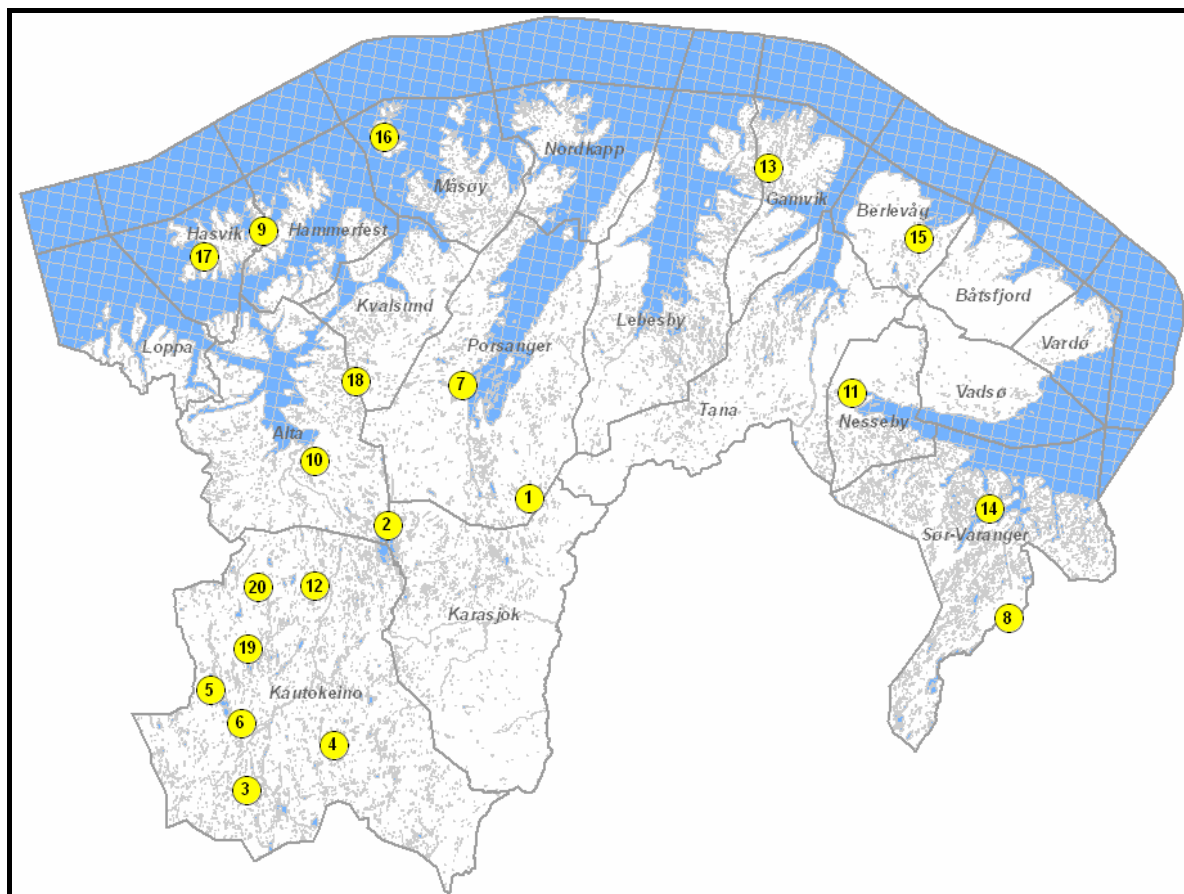 16
Nordkapp
13
Måsøy
Gamvik
Berlevåg
9
Hasvik
Hammerfest
15
17
Båtsfjord
Kvalsund
Lebesby
Vardø
Loppa
Porsanger
18
7
11
Vadsø
Tana
Nesseby
Alta
10
1
14
2
Sør-Varanger
20
12
Karasjok
8
19
5
Kautokeino
6
4
3